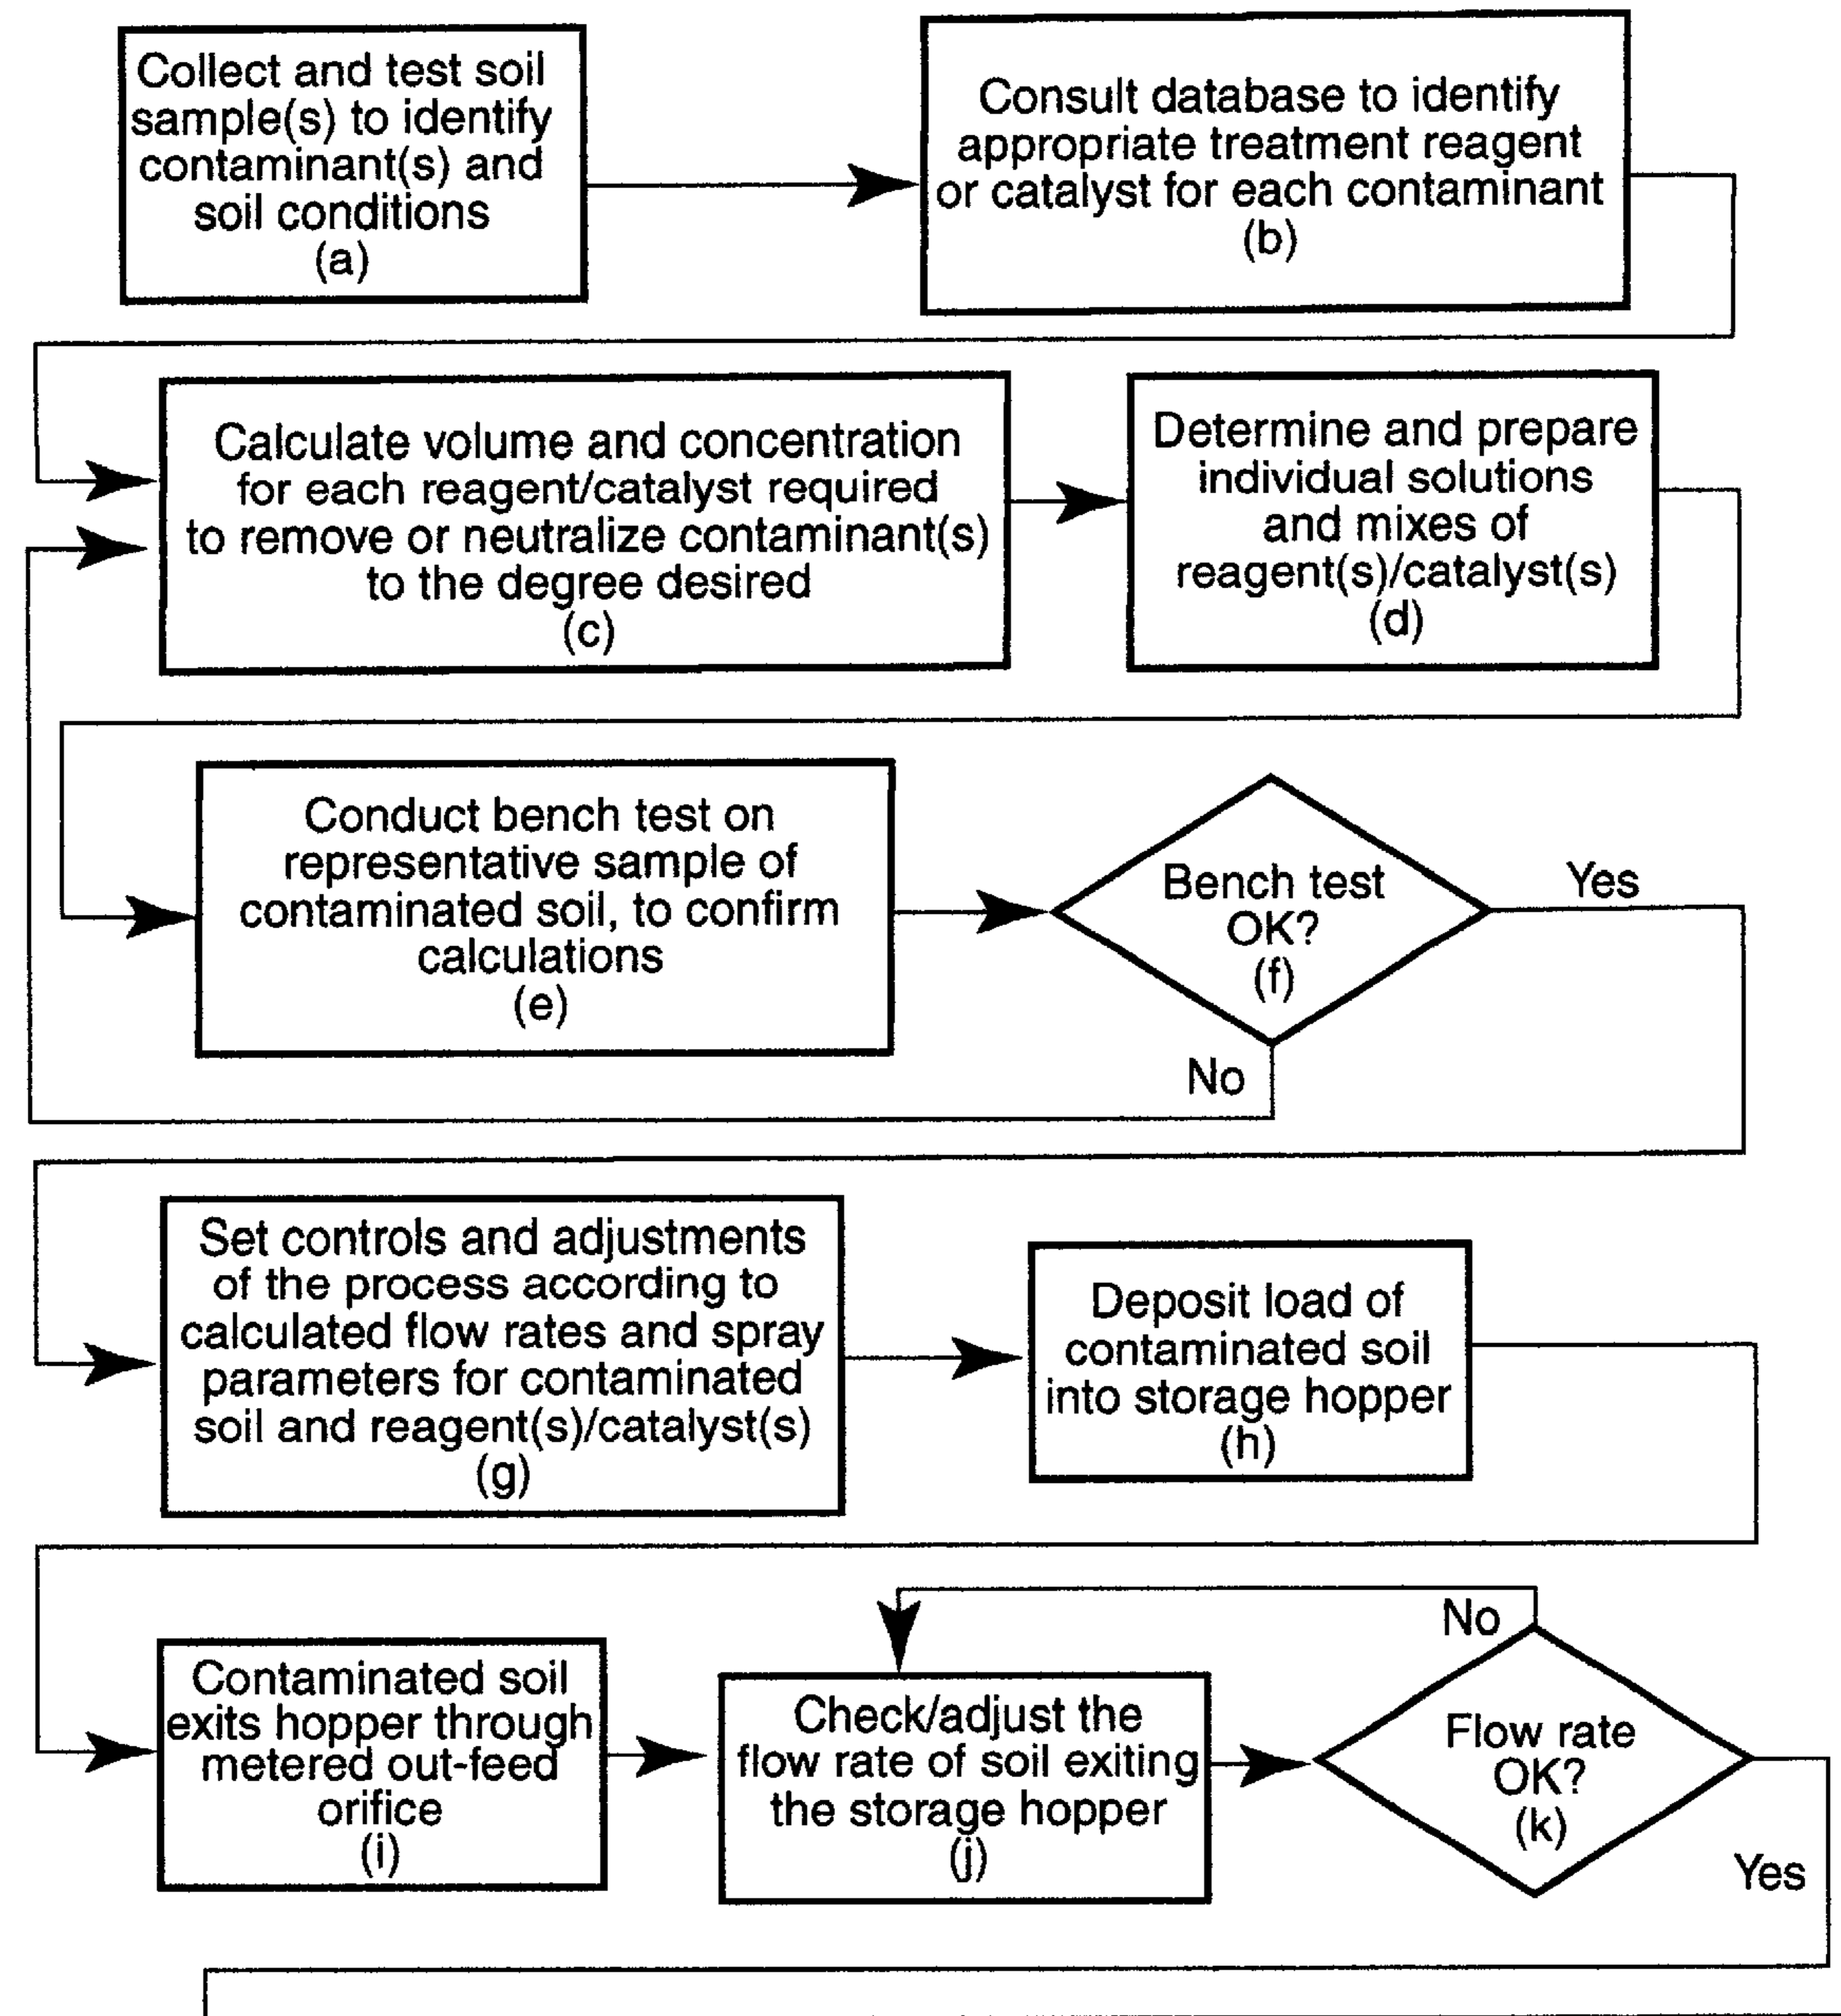 Collect and test soil
sample(s) to identify
contaminant(s) and
soil conditions
(a)
Consult database to identify
appropriate treatment reagent
or catalyst for each contaminant
(b)
Calculate volume and concentration
for each reagent/catalyst required
to remove or neutralize contaminant(s)
to the degree desired
(c)
Determine and prepare
individual solutions
and mixes of
reagent(s)/catalyst(s)
(d)
Conduct bench test on
representative sample of
contaminated soil, to confirm
calculations
(e)
Bench test
OK?
(f)
Yes
No
Set controls and adjustments
of the process according to
calculated flow rates and spray
parameters for contaminated
soil and reagent(s)/catalyst(s)
(g)
Deposit load of
contaminated soil
into storage hopper
(h)
Contaminated soil
exits hopper through
metered out-feed
orifice
(i)
Check/adjust the
flow rate of soil exiting
the storage hopper
(j)
No
Flow rate
OK?
(k)
Yes